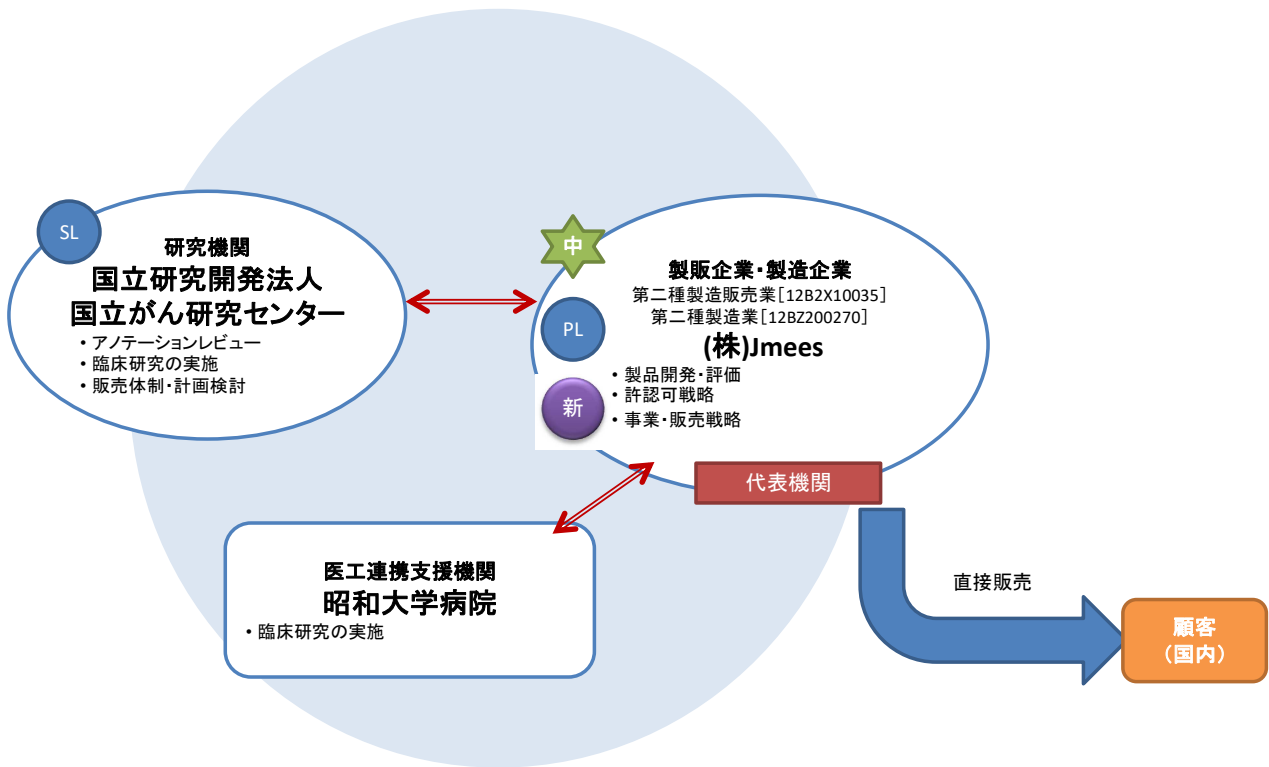 SL
研究機関
国立研究開発法人
国立がん研究センター
・アノテーションレビュー
・臨床研究の実施
・販売体制・計画検討
中
PL
新
製販企業・製造企業
第二種製造販売業[12B2X10035]
第二種製造業[12BZ200270]
(株)Jmees
・製品開発・評価
・許認可戦略
・事業・販売戦略
代表機関
医工連携支援機関
昭和大学病院
・臨床研究の実施
直接販売
顧客
(国内)